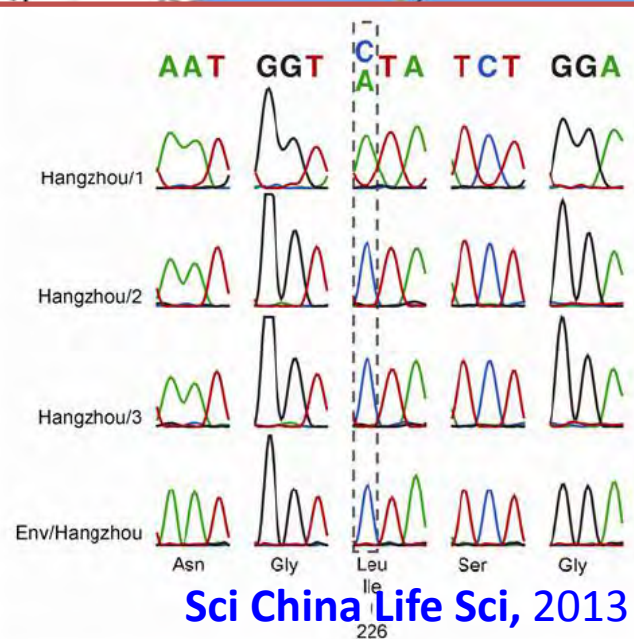 AAT GGT C TA TCT GGA
A
Hangzhou/1
Hangzhou/2
Hangzhou/3
Env/Hangzhou
Asn Gly Leu Ser Gly
Ile
Sci China Life Sci, 2013
226